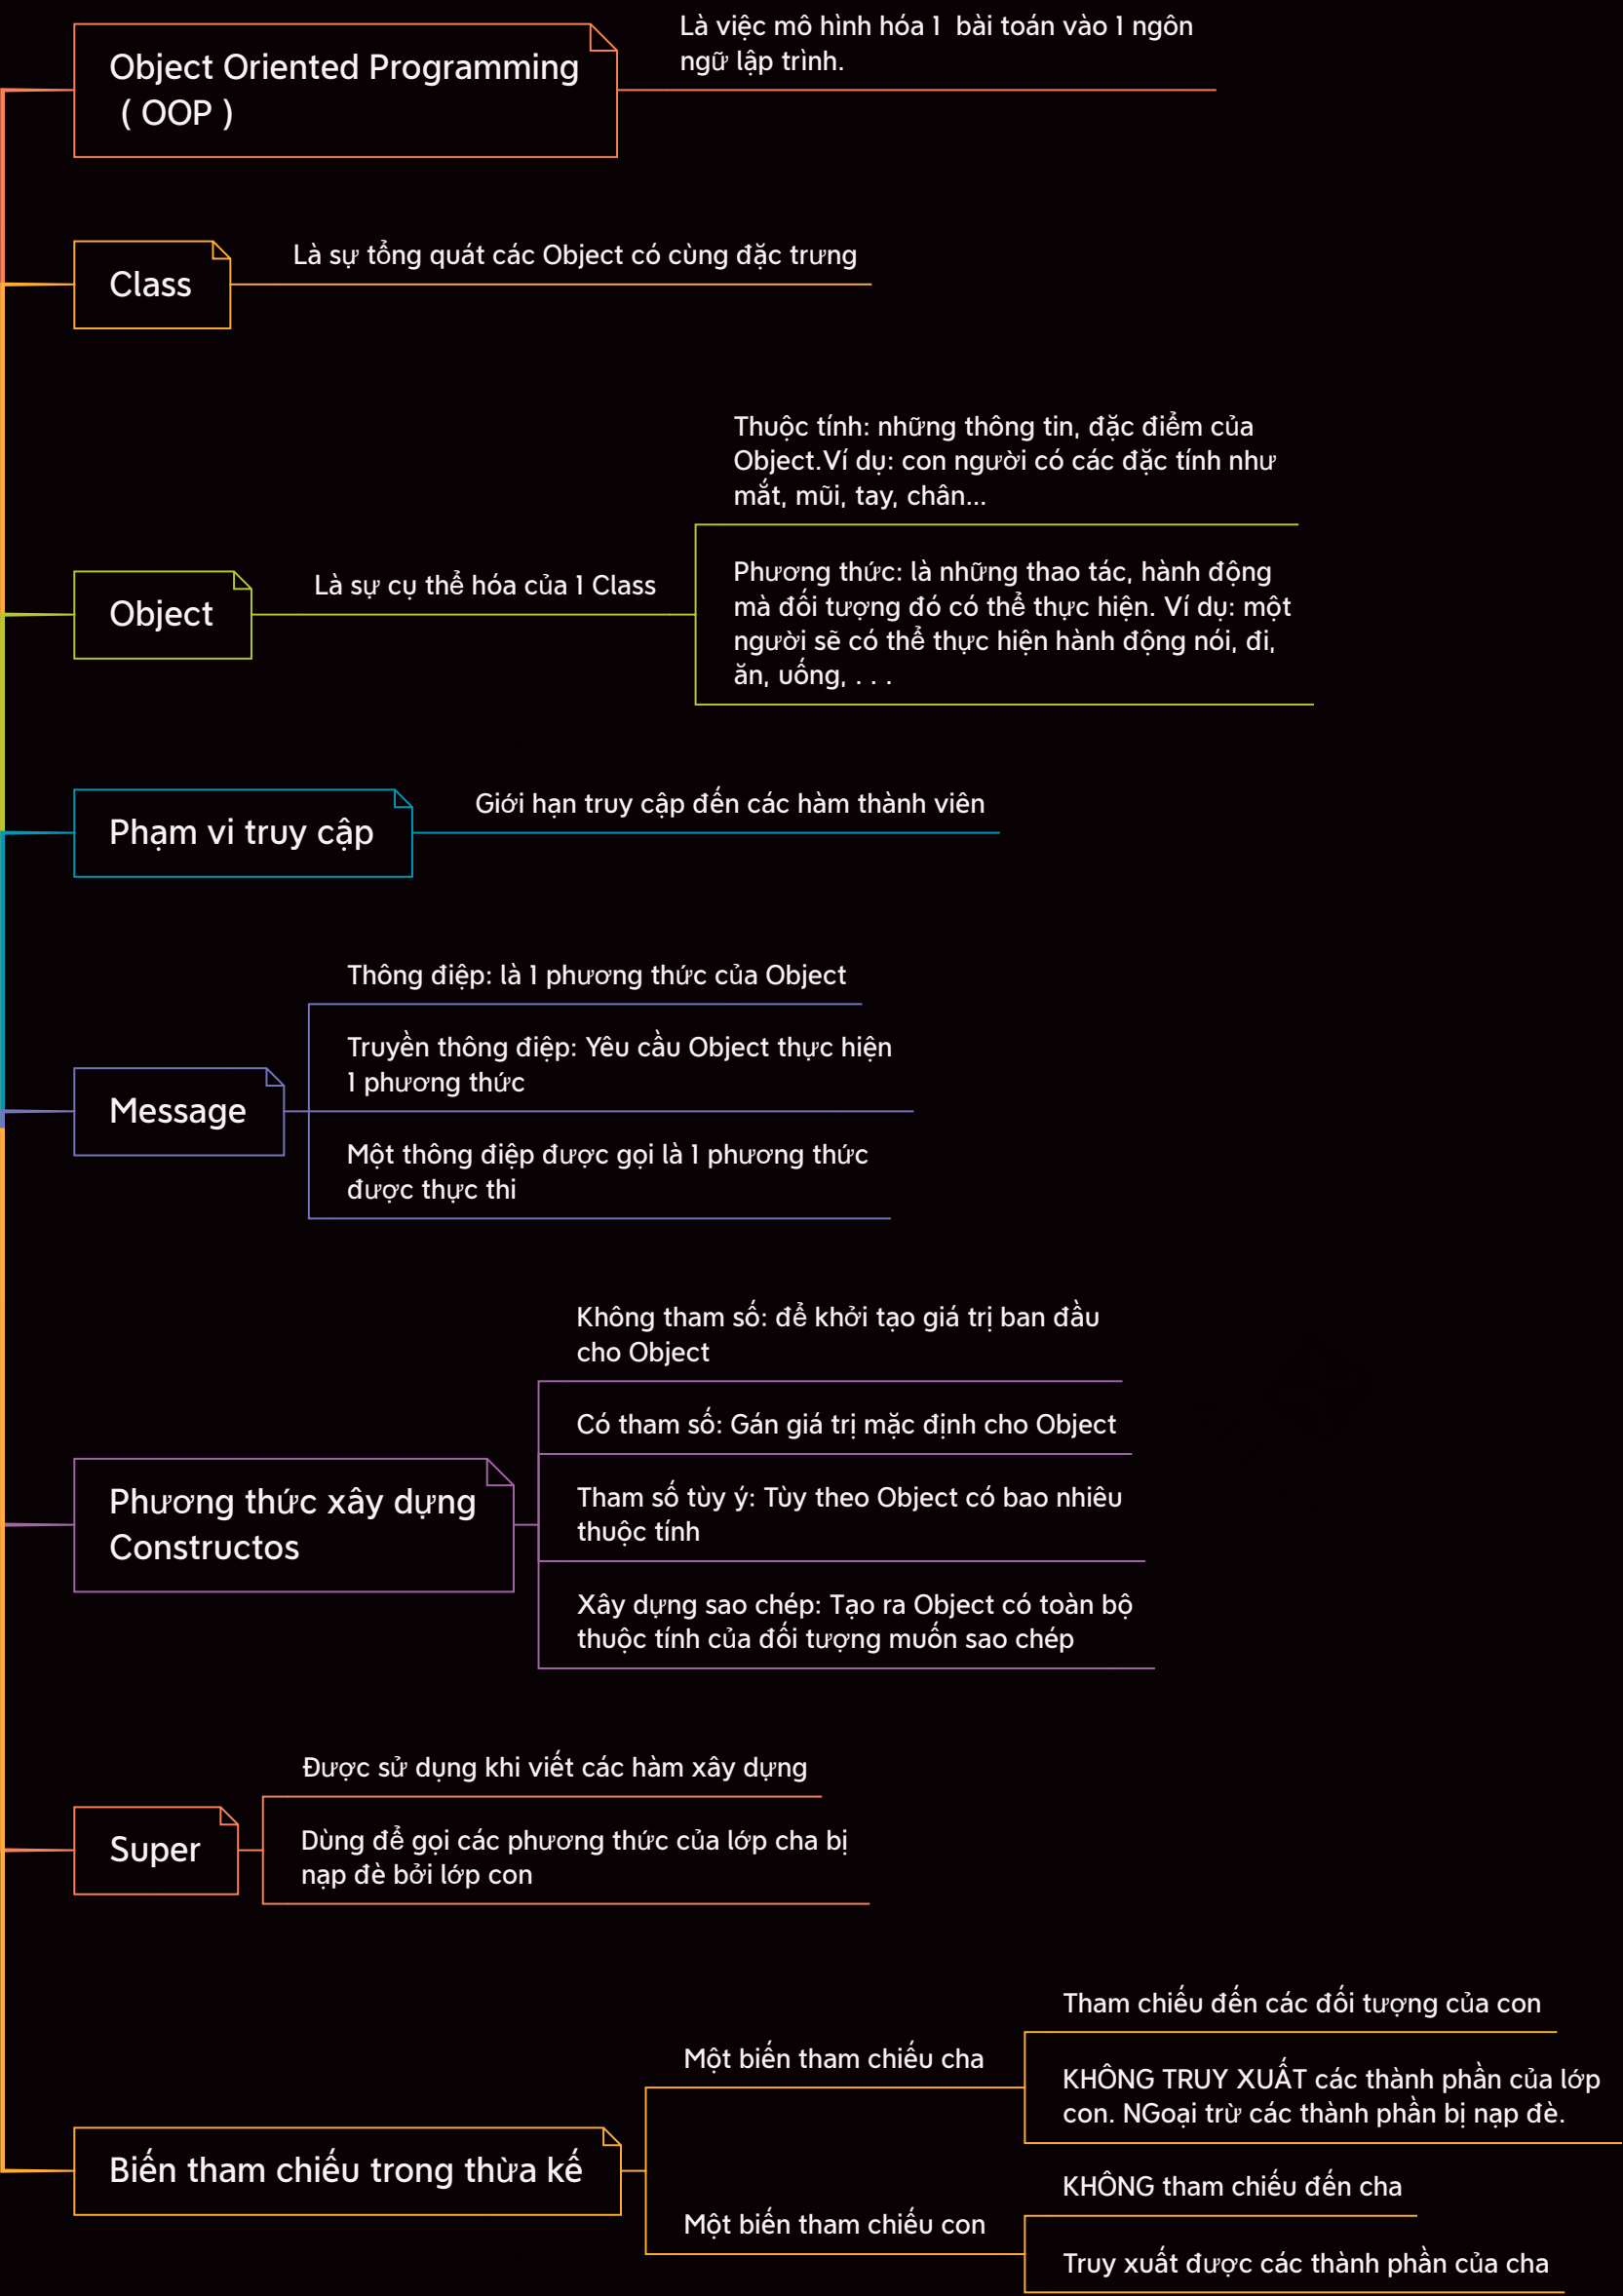 Object Oriented Programming
( OOP )
Là việc mô hình hóa 1  bài toán vào 1 ngôn
ngữ lập trình.
Class
Là sự tổng quát các Object có cùng đặc trưng
Object
Là sự cụ thể hóa của 1 Class
Thuộc tính: những thông tin, đặc điểm của
Object.Ví dụ: con người có các đặc tính như
mắt, mũi, tay, chân...
Phương thức: là những thao tác, hành động
mà đối tượng đó có thể thực hiện. Ví dụ: một
người sẽ có thể thực hiện hành động nói, đi,
ăn, uống, . . .
Phạm vi truy cập
Giới hạn truy cập đến các hàm thành viên
Message
Thông điệp: là 1 phương thức của Object
Truyền thông điệp: Yêu cầu Object thực hiện
1 phương thức
Một thông điệp được gọi là 1 phương thức
được thực thi
Phương thức xây dựng
Constructos
Không tham số: để khởi tạo giá trị ban đầu
cho Object
Có tham số: Gán giá trị mặc định cho Object
Tham số tùy ý: Tùy theo Object có bao nhiêu
thuộc tính
Xây dựng sao chép: Tạo ra Object có toàn bộ
thuộc tính của đối tượng muốn sao chép
Super
Được sử dụng khi viết các hàm xây dựng
Dùng để gọi các phương thức của lớp cha bị
nạp đè bởi lớp con
Biến tham chiếu trong thừa kế
Một biến tham chiếu cha
Tham chiếu đến các đối tượng của con
KHÔNG TRUY XUẤT các thành phần của lớp
con. NGoại trừ các thành phần bị nạp đè.
Một biến tham chiếu con
KHÔNG tham chiếu đến cha
Truy xuất được các thành phần của cha